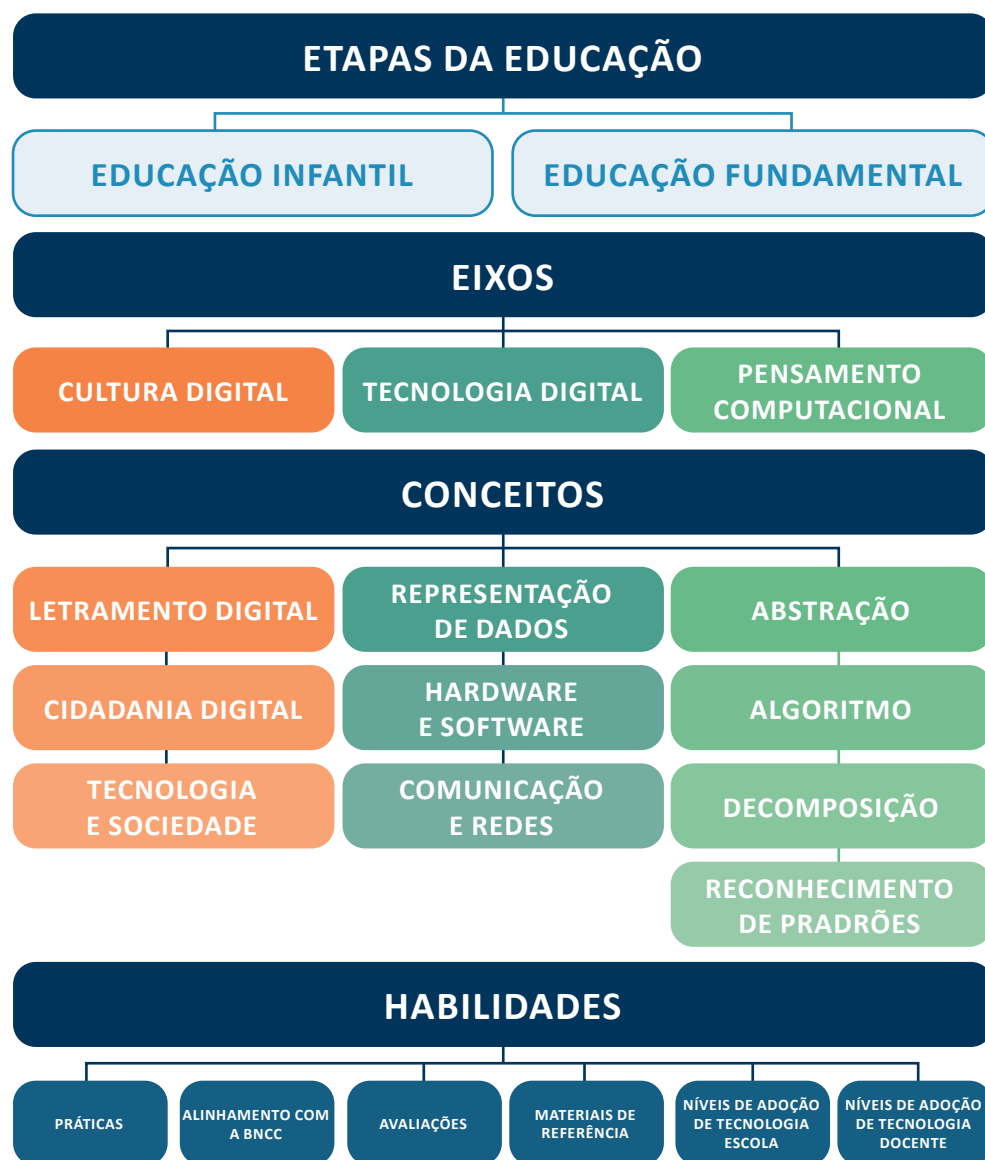 ETAPAS DA EDUCAÇÃO
EDUCAÇÃO INFANTIL
EDUCAÇÃO FUNDAMENTAL
EIXOS
CULTURA DIGITAL
TECNOLOGIA DIGITAL
PENSAMENTO
COMPUTACIONAL
CONCEITOS
LETRAMENTO DIGITAL
REPRESENTAÇÃO
DE DADOS
ABSTRAÇÃO
CIDADANIA DIGITAL
HARDWARE
E SOFTWARE
ALGORITMO
TECNOLOGIA
E SOCIEDADE
COMUNICAÇÃO
E REDES
DECOMPOSIÇÃO
RECONHECIMENTO
DE PRADRÕES
HABILIDADES
PRÁTICAS
ALINHAMENTO COM
A BNCC
AVALIAÇÕES
MATERIAIS DE
REFERÊNCIA
NÍVEIS DE ADOÇÃO
DE TECNOLOGIA
ESCOLA
NÍVEIS DE ADOÇÃO
DE TECNOLOGIA
DOCENTE